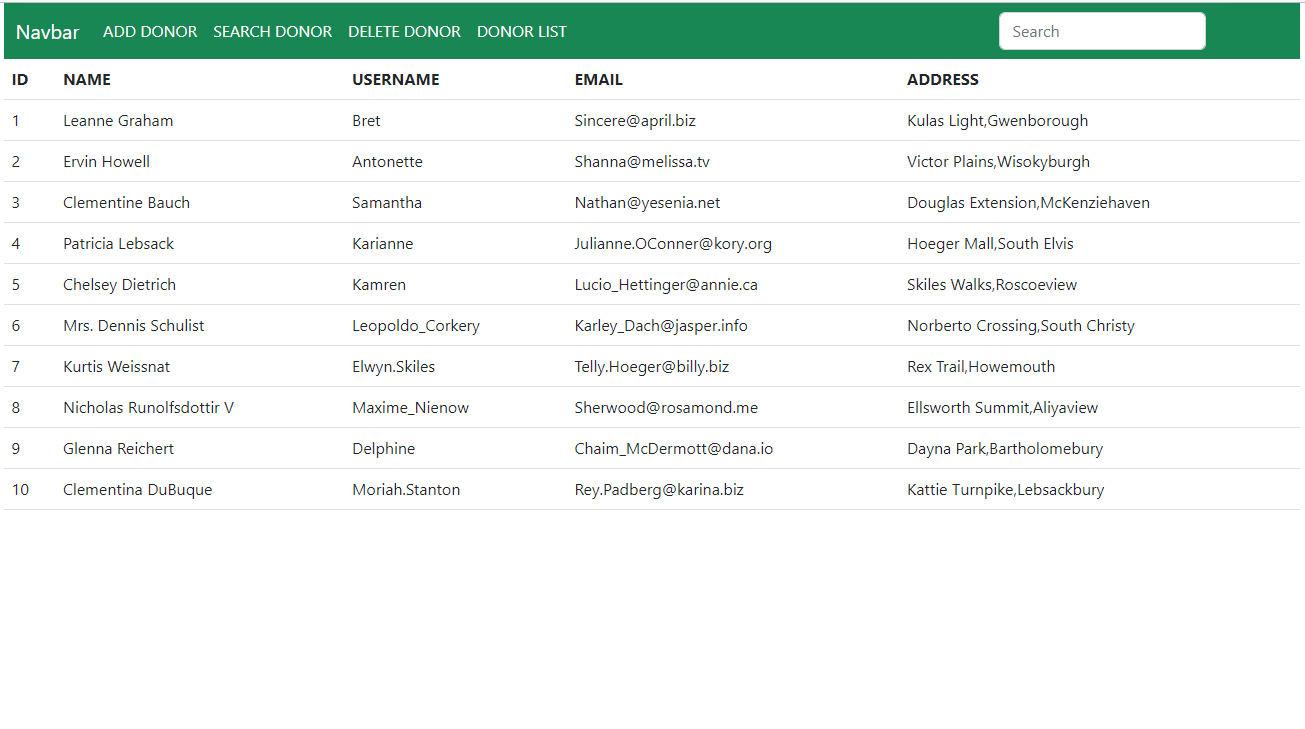 Navbar ADD DONOR SEARCH DONOR DELETE DONOR DONOR LIST Search
ID NAME USERNAME EMAIL ADDRESS
1 Leanne Graham Bret Sincere@april.biz Kulas Light,Gwenborough
2 Ervin Howell Antonette Shanna@melissa.tv Victor Plains,Wisokyburgh
3 Clementine Bauch Samantha Nathan@yesenia.net Douglas Extension,McKenziehaven
4 Patricia Lebsack Karianne Julianne.OConner@kory.org Hoeger Mall,South Elvis
5 Chelsey Dietrich Kamren Lucio_Hettinger@annie.ca Skiles Walks,Roscoeview
6 Mrs. Dennis Schulist Leopoldo_Corkery Karley_Dach@jasper.info Norberto Crossing,South Christy
7 Kurtis Weissnat Elwyn.Skiles Telly.Hoeger@billy.biz Rex Trail,Howemouth
8 Nicholas Runolfsdottir V Maxime_Nienow Sherwood@rosamond.me Ellsworth Summit,Aliyaview
9 Glenna Reichert Delphine Chaim_McDermott@dana.io Dayna Park,Bartholomebury
10 Clementina DuBuque Moriah.Stanton Rey.Padberg@karina.biz Kattie Turnpike,Lebsackbury